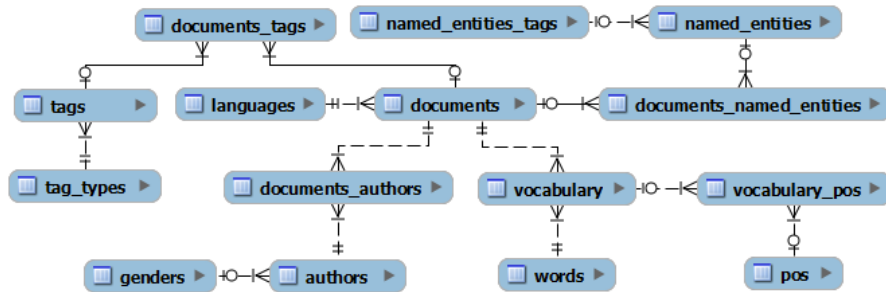 documents_tags
named_entities_tags
named_entities
tags
languages
documents
documents_named_entities
tag_types
documents_authors
vocabulary
vocabulary_pos
genders
authors
words
pos